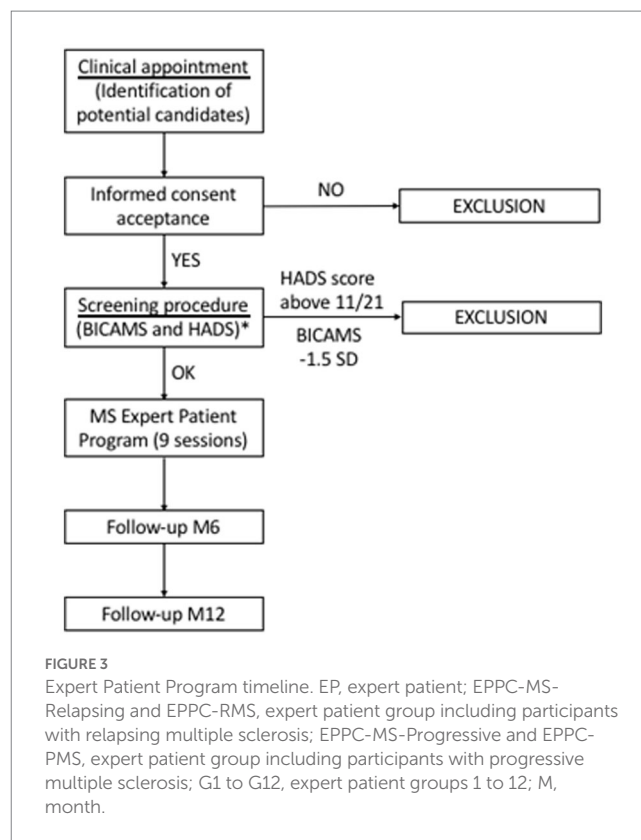 Clinical appointment
(Identification of
potential candidates)
Informed consent
acceptance
NO
EXCLUSION
YES
Screening procedure
(BICAMS and HADS)*
HADS score
above 11/21
BICAMS
-1.5 SD
EXCLUSION
OK
MS Expert Patient
Program (9 sessions)
Follow-up M6
Follow-up M12
FIGURE 3
Expert Patient Program timeline. EP, expert patient; EPPC-MS-
Relapsing and EPPC-RMS, expert patient group including participants
with relapsing multiple sclerosis; EPPC-MS-Progressive and EPPC-
PMS, expert patient group including participants with progressive
multiple sclerosis; G1 to G12, expert patient groups 1 to 12; M,
month.